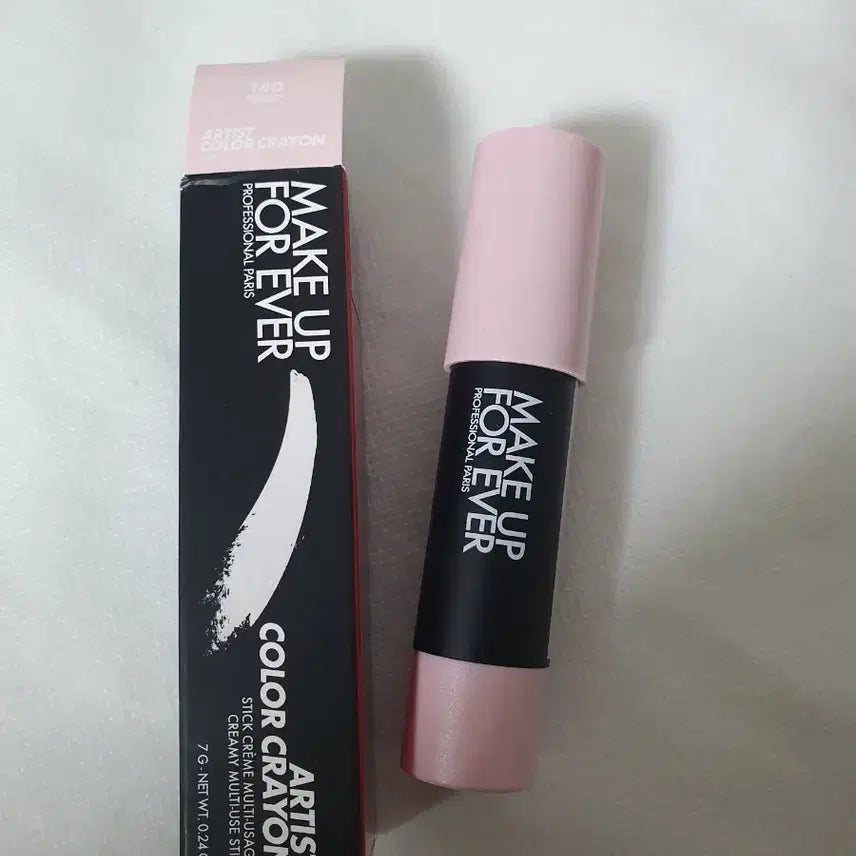 140
ARTIST
COLOR CRAYON
MAKE UP
FOR EVER
PROFESSIONAL PARIS
ARTIST
COLOR CRAYON
STICK CRÈME MULTI-USAG
CREAMY MULTI-USE STI
7 G - NET WT. 0.24 O
MAKE UP
FOR EVER
PROFESSIONAL PARIS